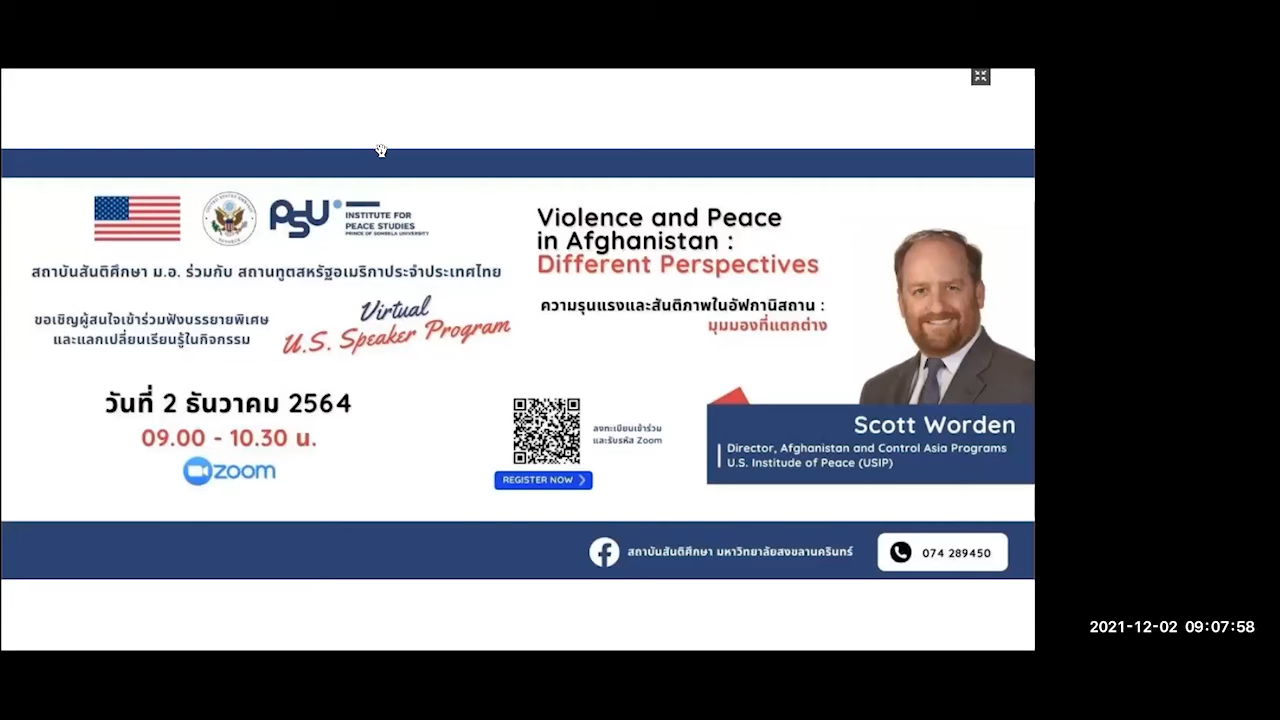 PSU
INSTITUTE FOR
PEACE STUDIES
PRINCE OF SONGKLA UNIVERSITY
สถาบันสันติศึกษา ม.อ. ร่วมกับ สถานทูตสหรัฐอเมริกาประจำประเทศไทย
ขอเชิญผู้สนใจเข้าร่วมฟังบรรยายพิเศษ
และแลกเปลี่ยนเรียนรู้ในกิจกรรม
Virtual
U.S. Speaker Program
วันที่ 2 ธันวาคม 2564
09.00 - 10.30 น.
zoom
Violence and Peace
in Afghanistan :
Different Perspectives
ความรุนแรงและสันติภาพในอัฟกานิสถาน :
มุมมองที่แตกต่าง
ลงทะเบียนเข้าร่วม
และรับรหัส Zoom
REGISTER NOW
Scott Worden
Director, Afghanistan and Control Asia Programs
U.S. Institude of Peace (USIP)
สถาบันสันติศึกษา มหาวิทยาลัยสงขลานครินทร์
074 289450
2021-12-02 09:07:58